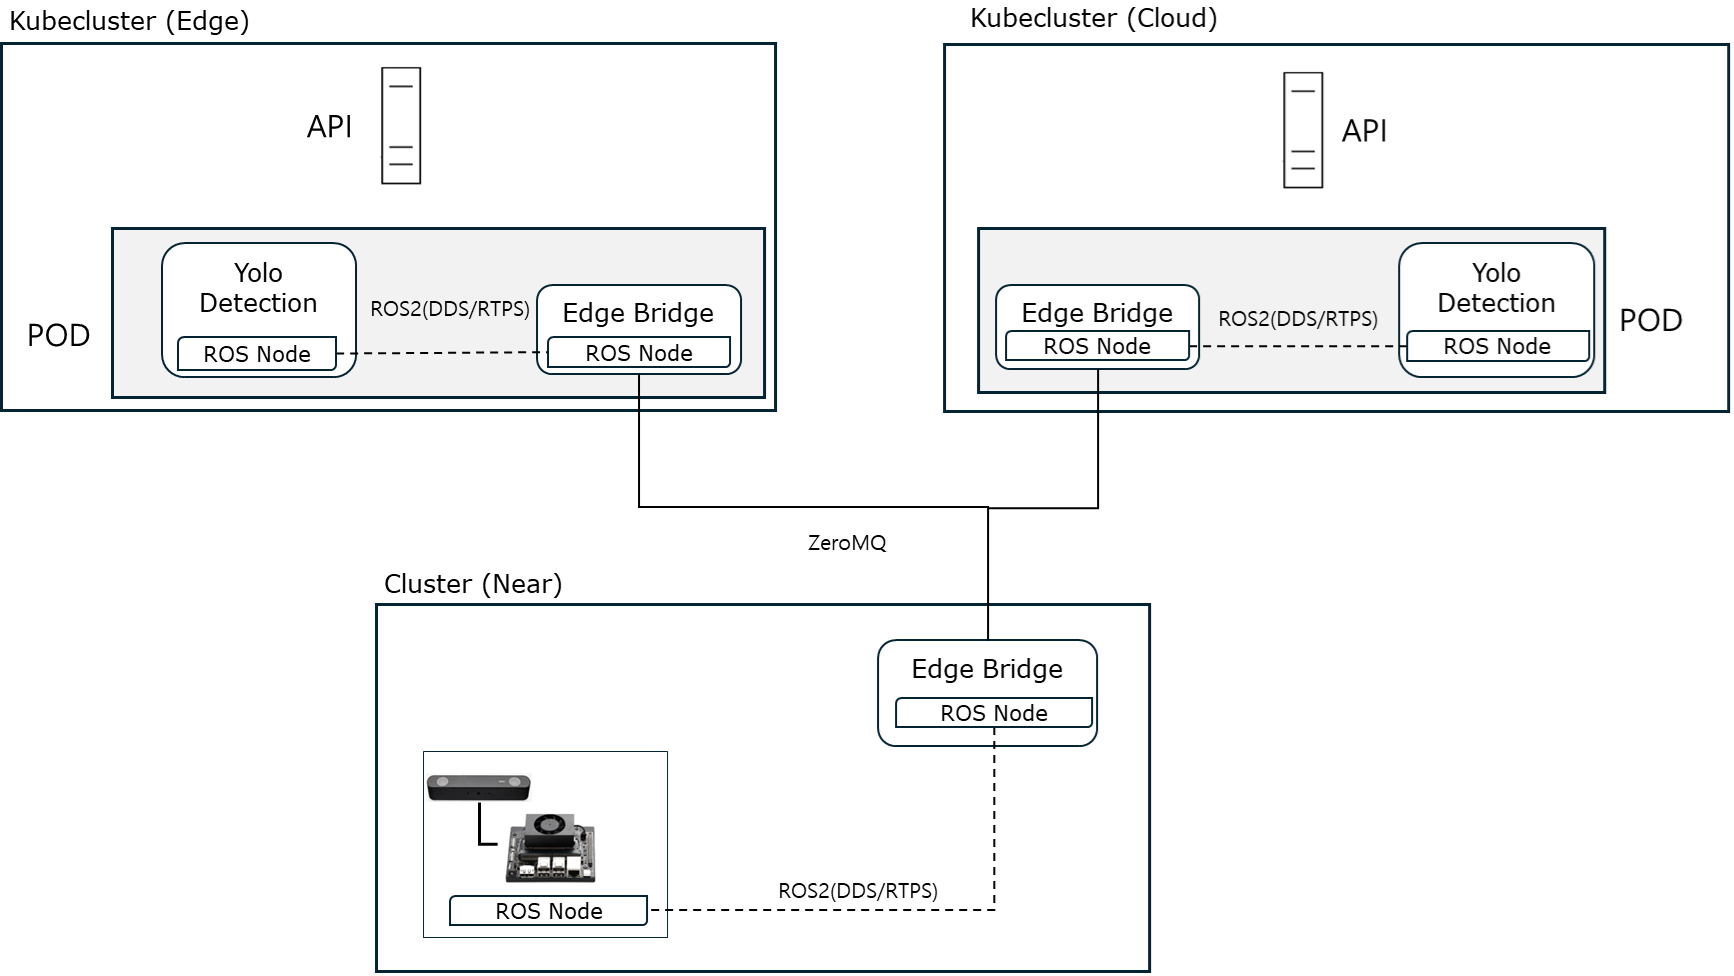 Kubecluster (Edge)
API
POD
Yolo
Detection
ROS Node
ROS2(DDS/RTPS)
Edge Bridge
ROS Node
Kubecluster (Cloud)
API
Edge Bridge
ROS Node
ROS2(DDS/RTPS)
Yolo
Detection
ROS Node
POD
ZeroMQ
Cluster (Near)
Edge Bridge
ROS Node
ROS2(DDS/RTPS)
ROS Node